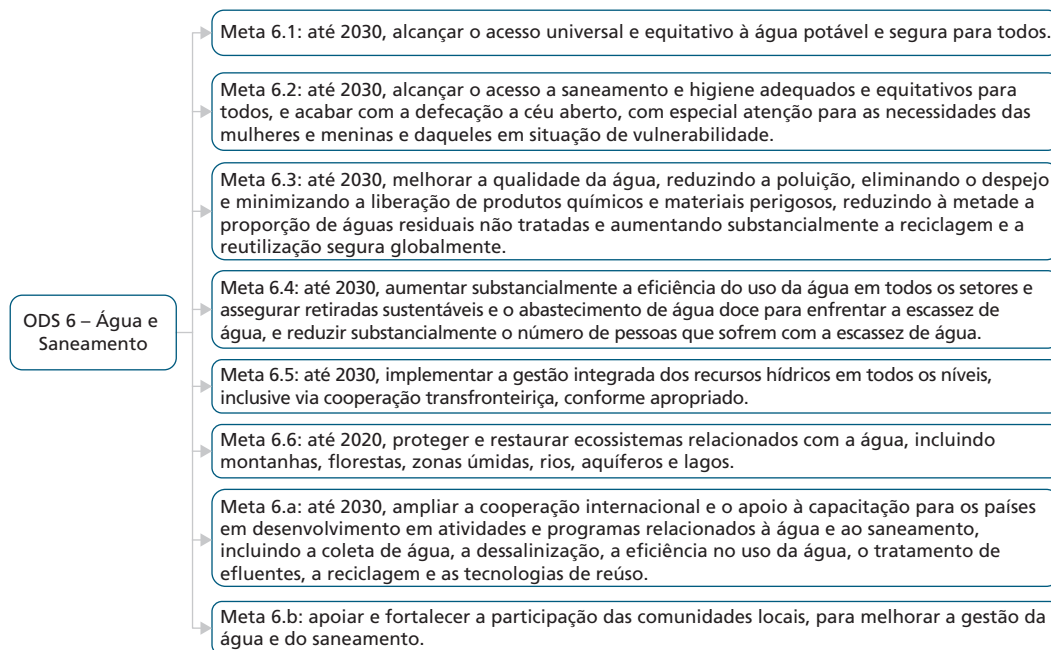 Meta 6.1: até 2030, alcançar o acesso universal e equitativo à água potável e segura para todos.
Meta 6.2: até 2030, alcançar o acesso a saneamento e higiene adequados e equitativos para
todos, e acabar com a defecação a céu aberto, com especial atenção para as necessidades das
mulheres e meninas e daqueles em situação de vulnerabilidade.
Meta 6.3: até 2030, melhorar a qualidade da água, reduzindo a poluição, eliminando o despejo
e minimizando a liberação de produtos químicos e materiais perigosos, reduzindo à metade a
proporção de águas residuais não tratadas e aumentando substancialmente a reciclagem e a
reutilização segura globalmente.
ODS 6 – Água e
Saneamento
Meta 6.4: até 2030, aumentar substancialmente a eficiência do uso da água em todos os setores e
assegurar retiradas sustentáveis e o abastecimento de água doce para enfrentar a escassez de
água, e reduzir substancialmente o número de pessoas que sofrem com a escassez de água.
Meta 6.5: até 2030, implementar a gestão integrada dos recursos hídricos em todos os níveis,
inclusive via cooperação transfronteiriça, conforme apropriado.
Meta 6.6: até 2020, proteger e restaurar ecossistemas relacionados com a água, incluindo
montanhas, florestas, zonas úmidas, rios, aquíferos e lagos.
Meta 6.a: até 2030, ampliar a cooperação internacional e o apoio à capacitação para os países
em desenvolvimento em atividades e programas relacionados à água e ao saneamento,
incluindo a coleta de água, a dessalinização, a eficiência no uso da água, o tratamento de
efluentes, a reciclagem e as tecnologias de reúso.
Meta 6.b: apoiar e fortalecer a participação das comunidades locais, para melhorar a gestão da
água e do saneamento.